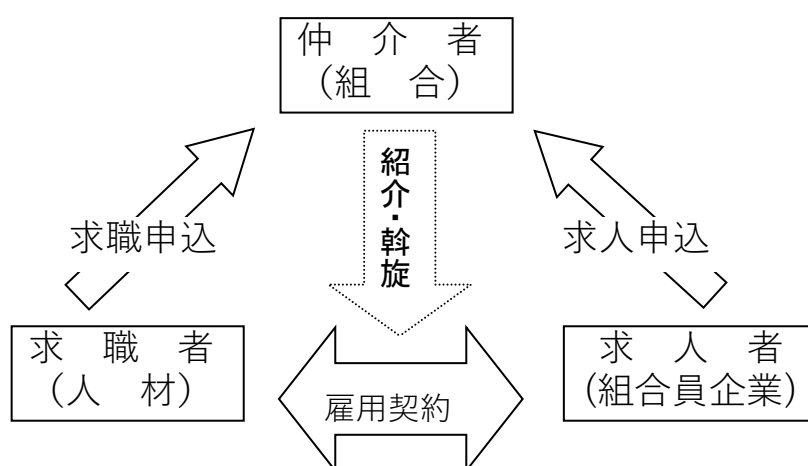 仲介者
(組合)
紹介・斡旋
求職申込
求人申込
求職者
(人材)
雇用契約
求人者
(組合員企業)